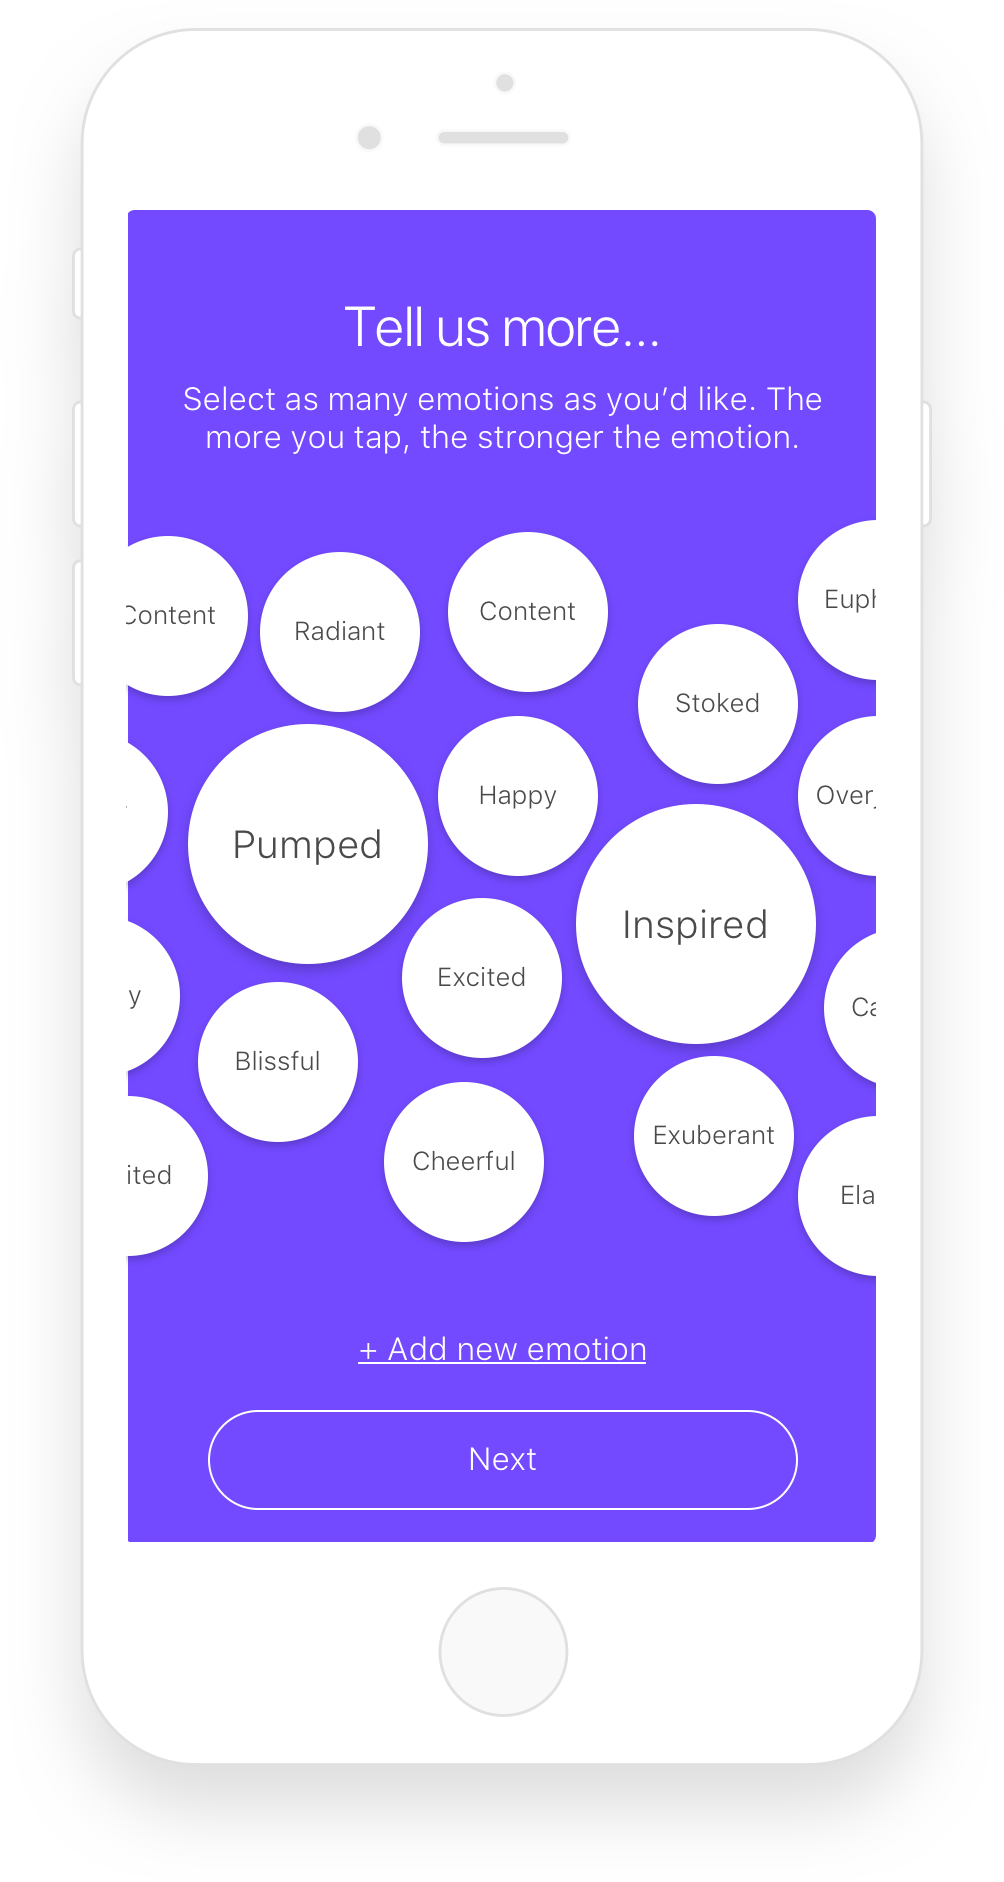 Tell us more...
Select as many emotions as you’d like. The
more you tap, the stronger the emotion.
Content
Radiant
Content
Euph
Stoked
Happy
Over
Pumped
Inspired
Excited
y
Ca
Blissful
Exuberant
Cheerful
ited
Ela
+ Add new emotion
Next